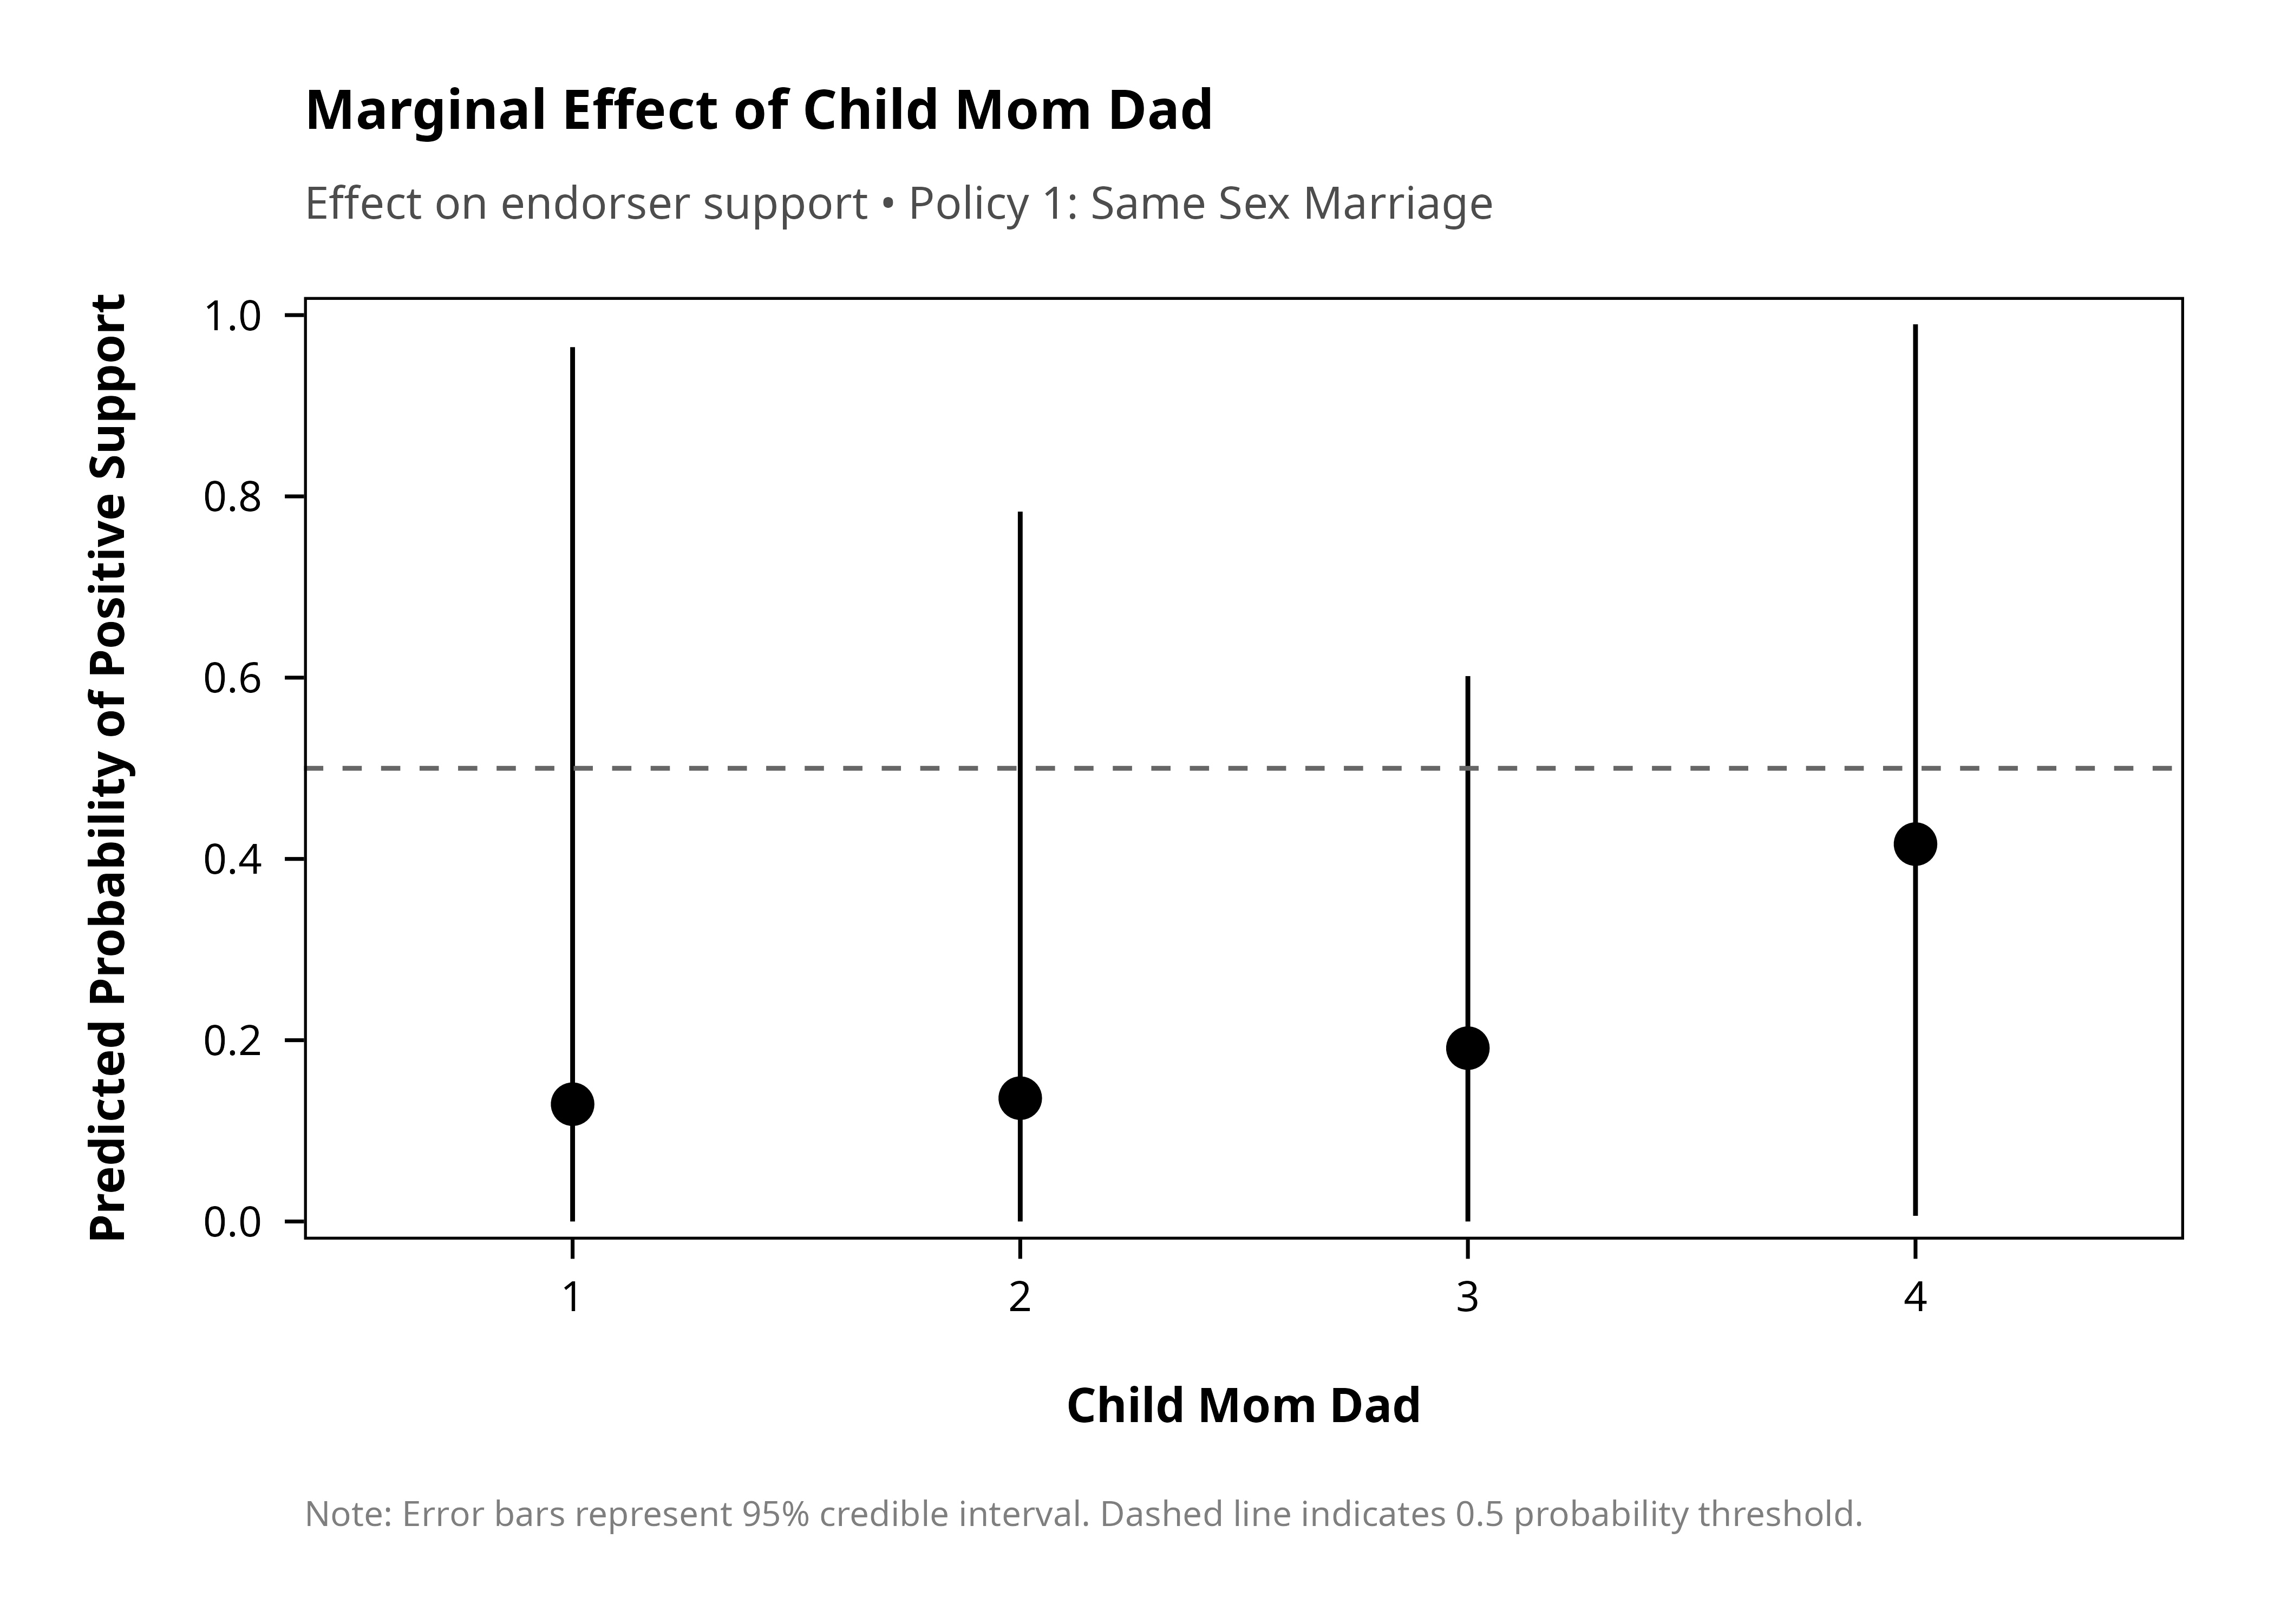 Marginal Effect of Child Mom Dad
Effect on endorser support • Policy 1: Same Sex Marriage
Predicted Probability of Positive Support
1.0
0.8
0.6
0.4
0.2
0.0
1
2
3
4
Child Mom Dad
Note: Error bars represent 95% credible interval. Dashed line indicates 0.5 probability threshold.